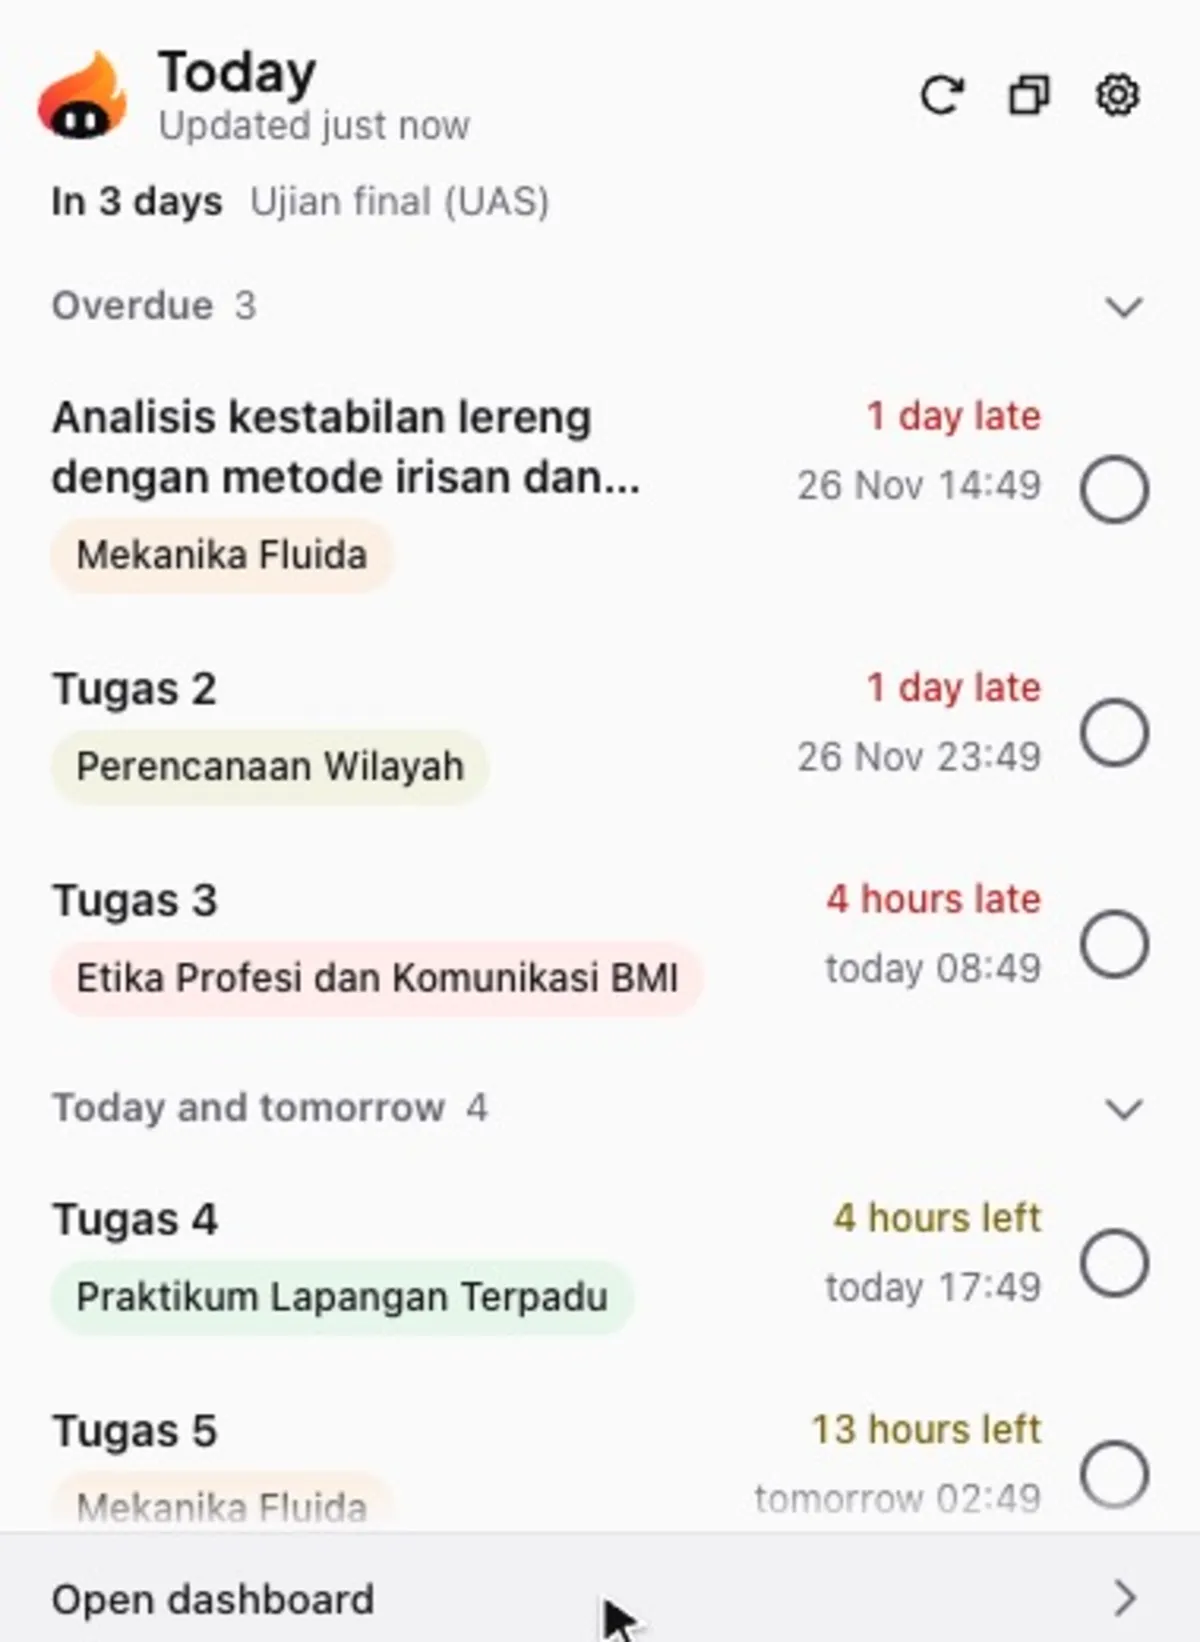 Today
Updated just now
In 3 days Ujian final (UAS)
Overdue 3
Analisis kestabilan lereng
dengan metode irisan dan...
1 day late
26 Nov 14:49
Mekanika Fluida
Tugas 2
1 day late
26 Nov 23:49
Perencanaan Wilayah
Tugas 3
4 hours late
today 08:49
Etika Profesi dan Komunikasi BMI
Today and tomorrow 4
Tugas 4
4 hours left
today 17:49
Praktikum Lapangan Terpadu
Tugas 5
13 hours left
tomorrow 02:49
Mekanika Fluida
Open dashboard